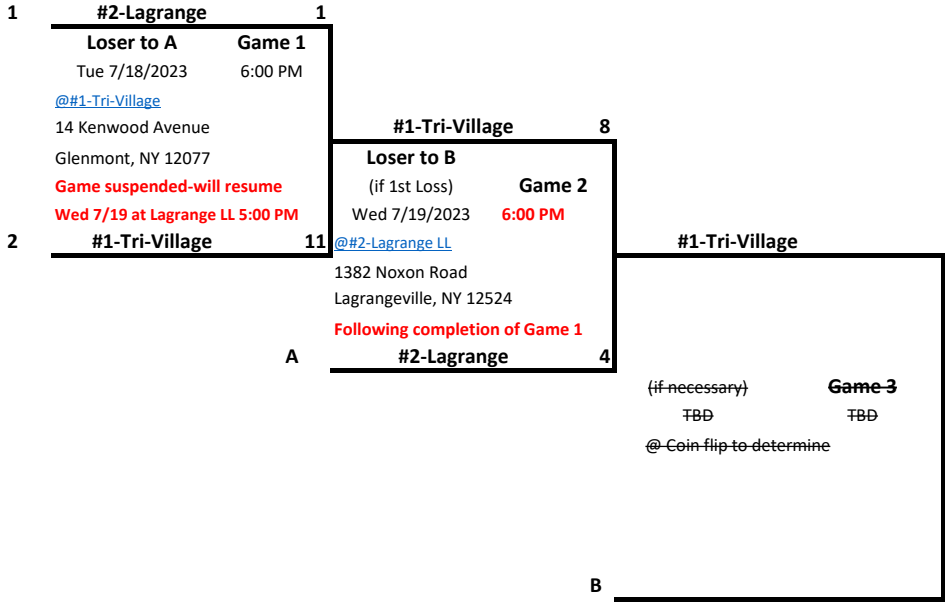 1 #2-Lagrange 1
Loser to A Game 1
Tue 7/18/2023 6:00 PM
@#1-Tri-Village
14 Kenwood Avenue
Glenmont, NY 12077
Game suspended-will resume
Wed 7/19 at Lagrange LL 5:00 PM
2 #1-Tri-Village 11
#1-Tri-Village 8
Loser to B
(if 1st Loss) Game 2
Wed 7/19/2023 6:00 PM
@#2-Lagrange LL
1382 Noxon Road
Lagrangeville, NY 12524
Following completion of Game 1
A #2-Lagrange 4
#1-Tri-Village
(if necessary) Game 3
TBD TBD
@ Coin flip to determine
B